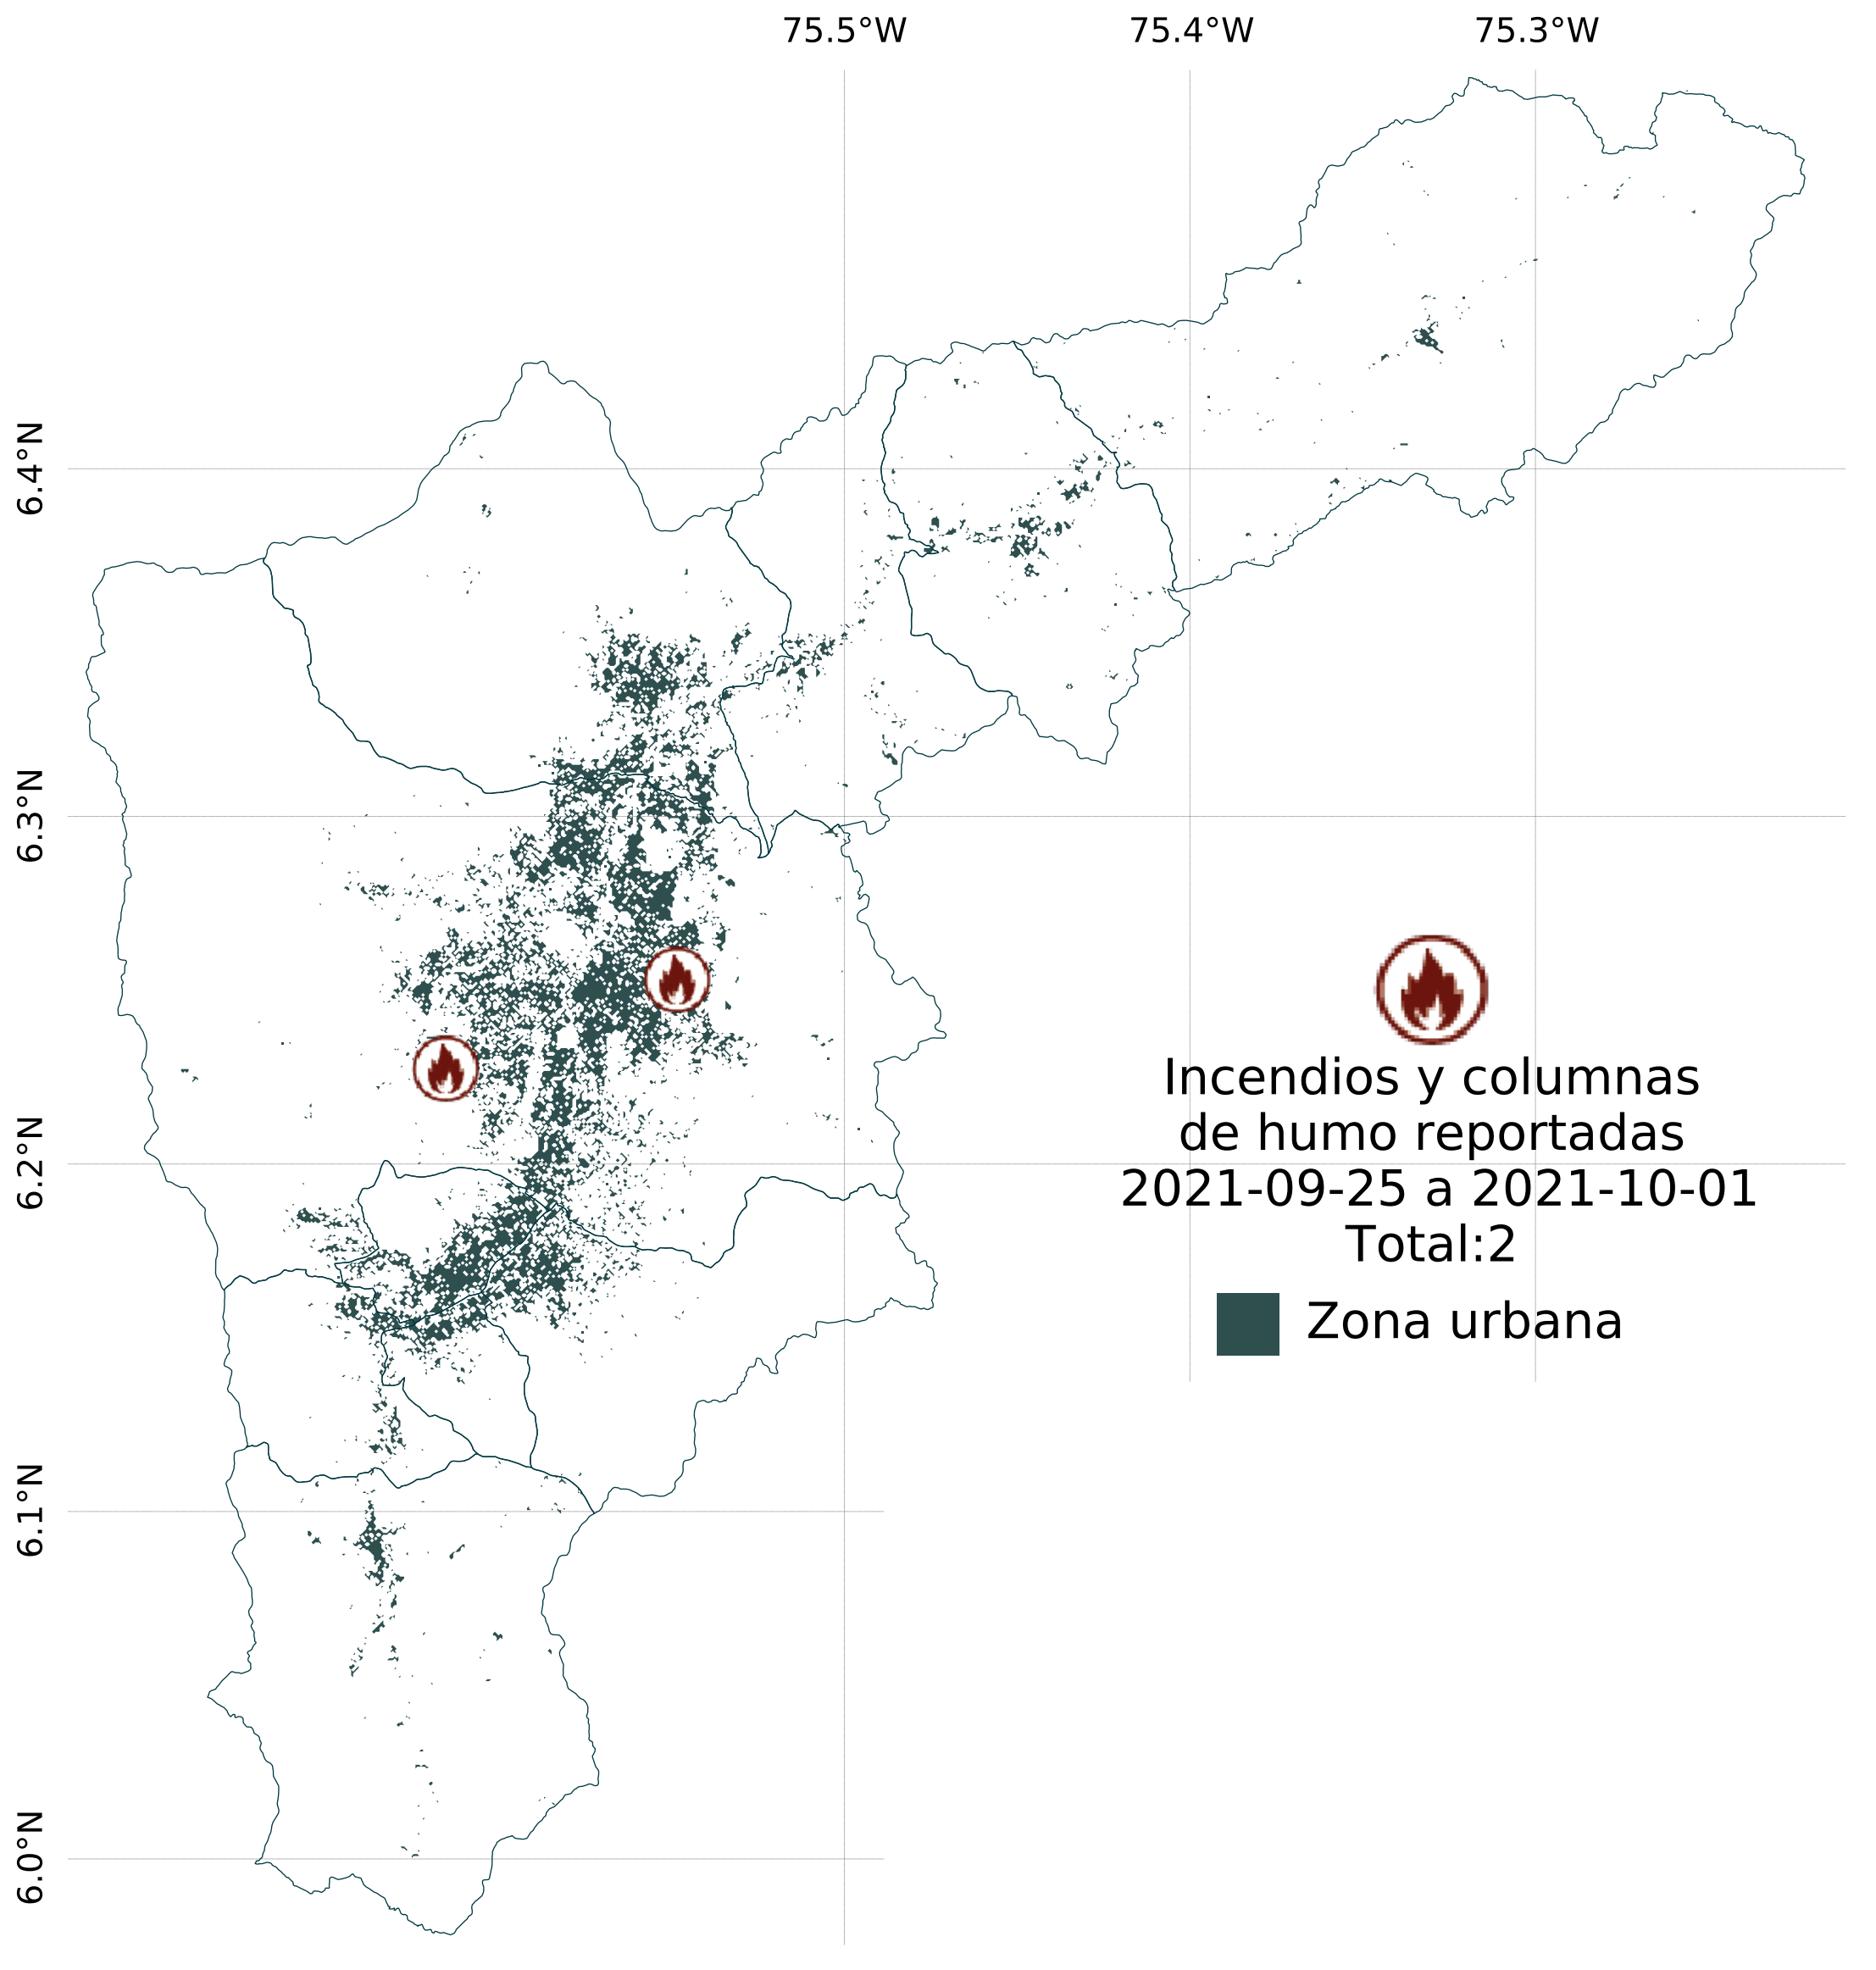 75.5°W
75.4°W
75.3°W
6.4°N
6.3°N
6.2°N
6.1°N
6.0°N
Incendios y columnas
de humo reportadas
2021-09-25 a 2021-10-01
Total:2
Zona urbana